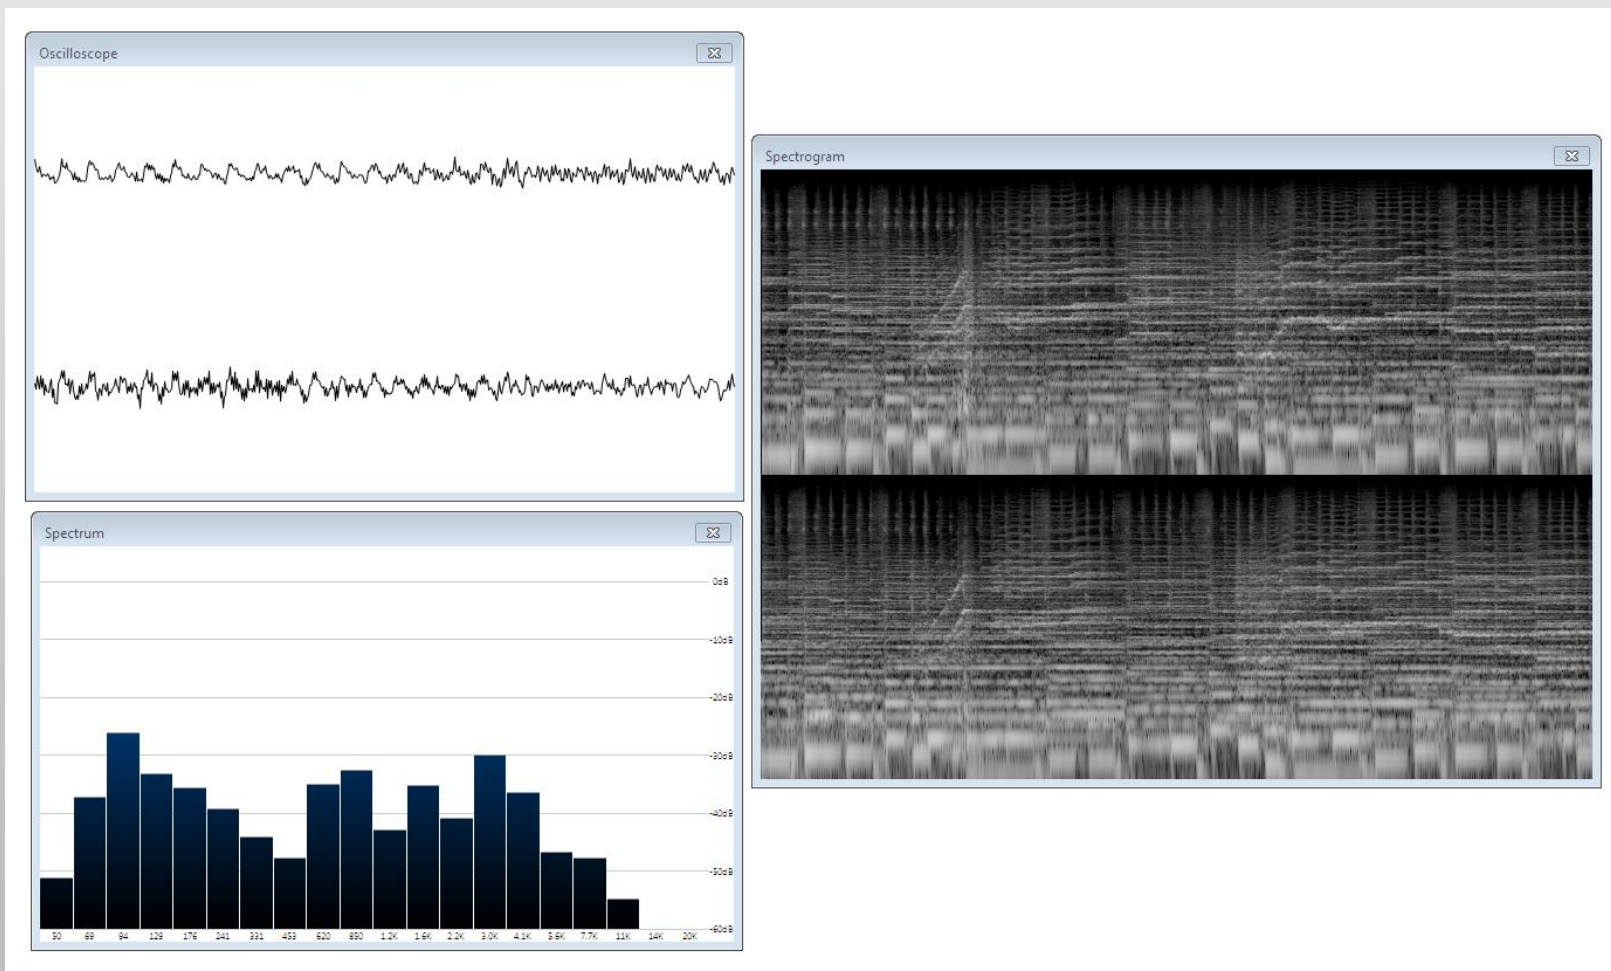 Oscilloscope
Spectrogram
Spectrum
0dB
-10dB
-20dB
-30dB
-40dB
-50dB
-60dB
50 69 94 129 176 241 331 453 620 850 1.2K 1.6K 2.2K 3.0K 4.1K 5.6K 7.7K 11K 14K 20K